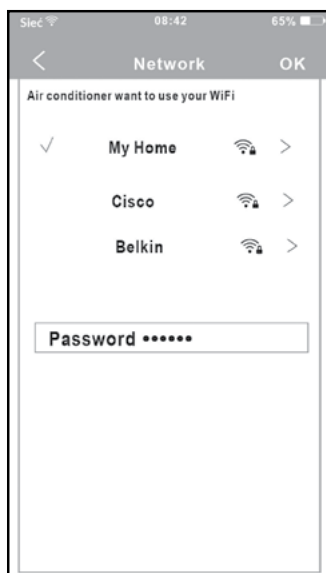 Sieć 08:42 65%
Network OK
Air conditioner want to use your WiFi
My Home
Cisco
Belkin
Password ••••••